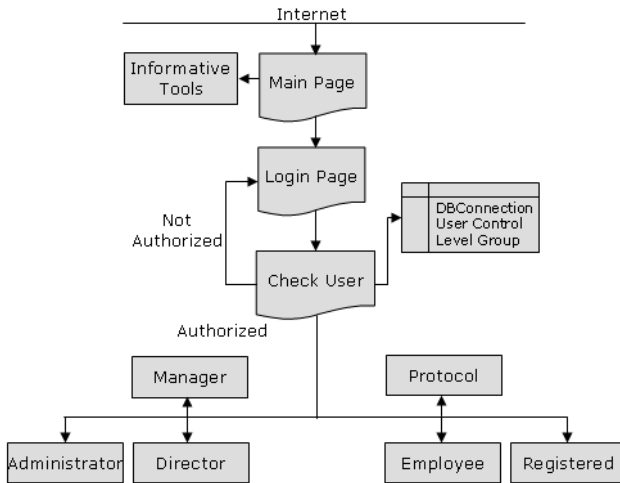 Internet
Informative
Tools
Main Page
Login Page
Not
Authorized
DBConnection
User Control
Level Group
Check User
Authorized
Manager
Protocol
Administrator
Director
Employee
Registered